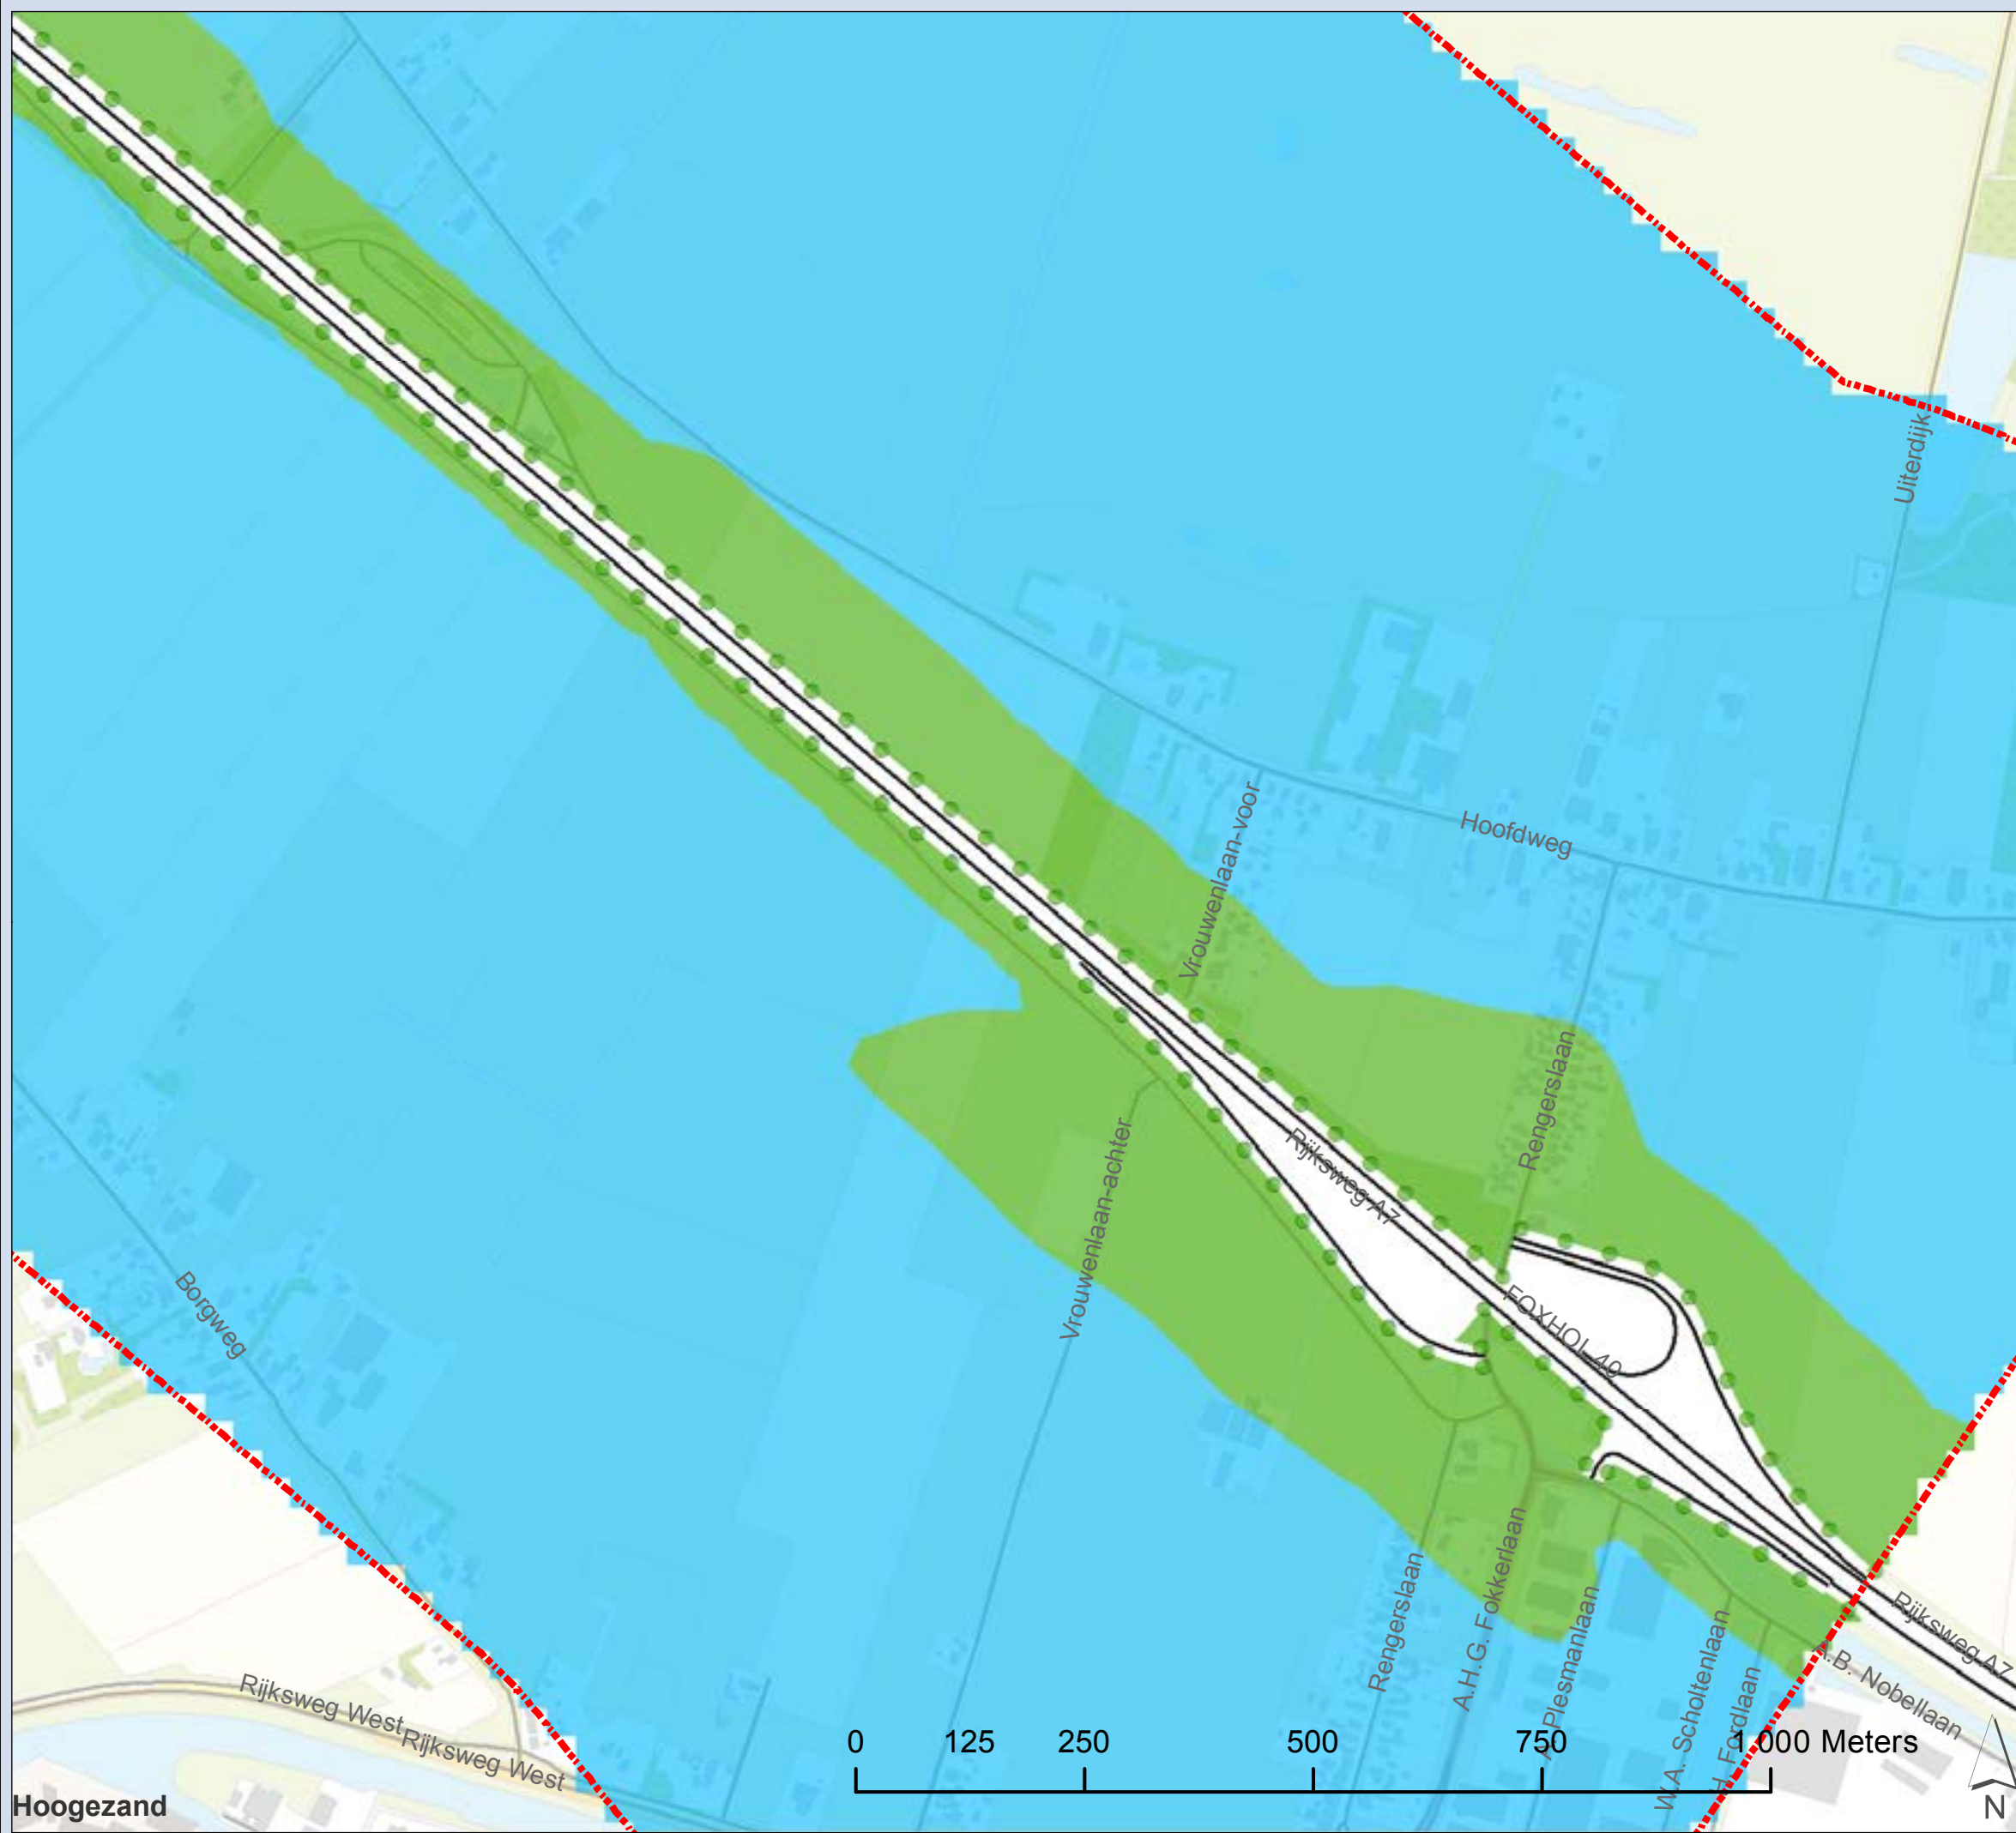 Uiterdijk
Hoofdweg
Vrouwenlaan-voor
Rengerslaan
Rijksweg A7
Vrouwenlaan-achter
FOXHOL 40
Borgweg
Rengerslaan
A.H.G. Fokkerlaan
A. Plesmanlaan
W.A. Scholtenlaan
H. Fordlaan
Rijksweg A7
A.B. Nobellaan
Rijksweg West
Rijksweg West
0 125 250 500 750 1 000 Meters
Hoogezand
N